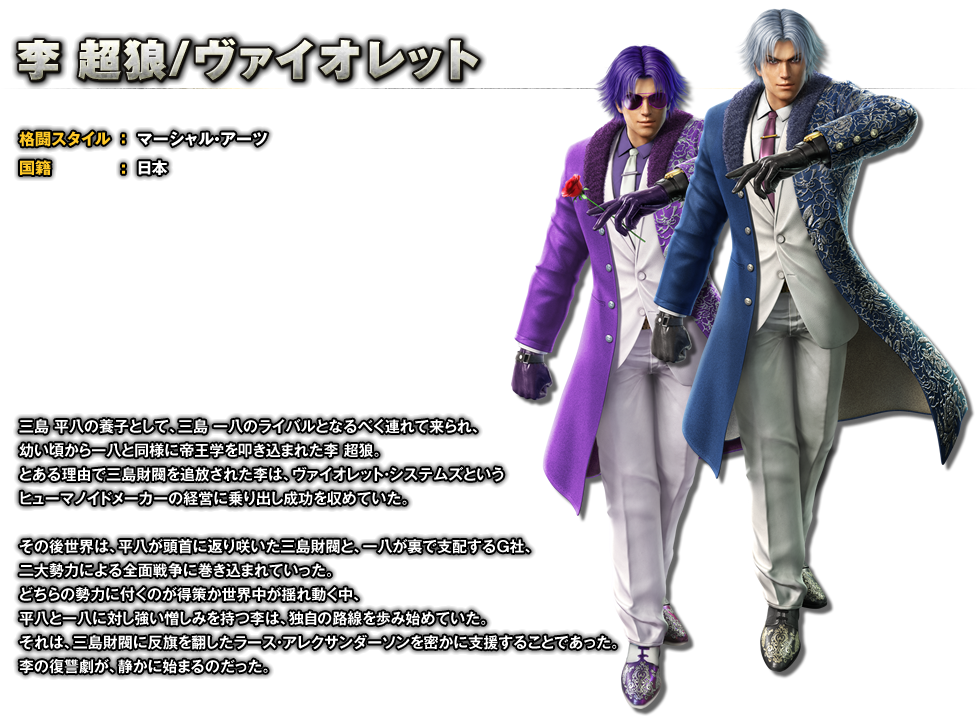 李 超狼/ヴァイオレット
格闘スタイル : マーシャル・アーツ
国籍 : 日本
三島 平八の養子として、三島 一八のライバルとなるべく連れて来られ、
幼い頃から一八と同様に帝王学を叩き込まれた李 超狼。
とある理由で三島財閥を追放された李は、ヴァイオレット・システムズという
ヒューマノイドメーカーの経営に乗り出し成功を収めていた。
その後世界は、平八が頭首に返り咲いた三島財閥と、一八が裏で支配するG社、
二大勢力による全面戦争に巻き込まれていった。
どちらの勢力に付くのが得策か世界中が揺れ動く中、
平八と一八に対し強い憎しみを持つ李は、独自の路線を歩み始めていた。
それは、三島財閥に反旗を翻したラース・アレクサンダーソンを密かに支援することであった。
李の復讐劇が、静かに始まるのだった。